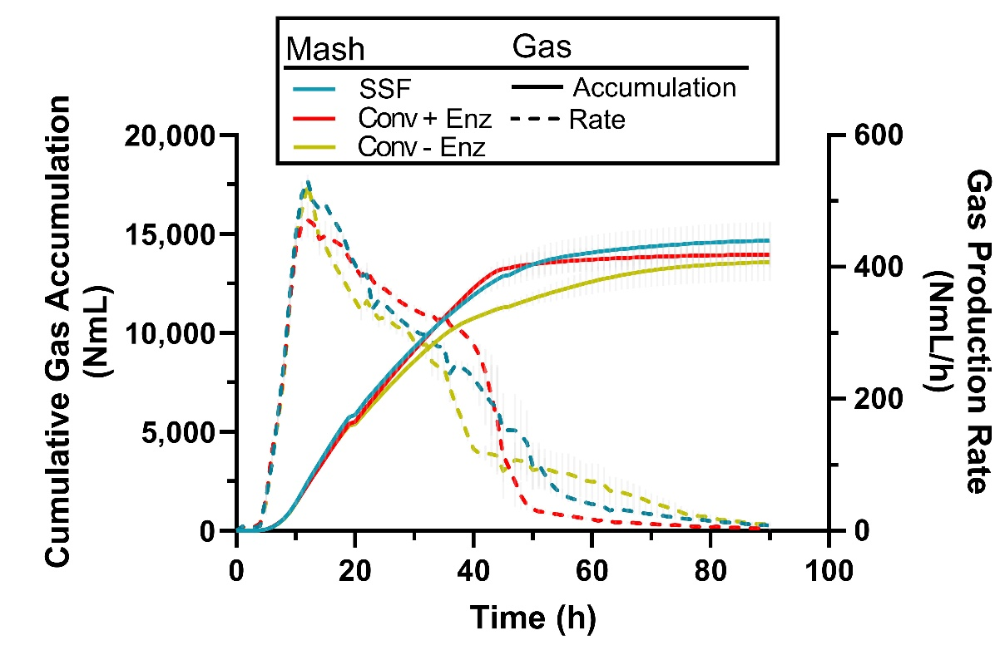 Mash Gas
SSF Accumulation
Conv + Enz Rate
Conv - Enz
Cumulative Gas Accumulation
(NmL)
20,000
15,000
10,000
5,000
0
600
400
200
0
Gas Production Rate
(NmL/h)
0 20 40 60 80 100
Time (h)